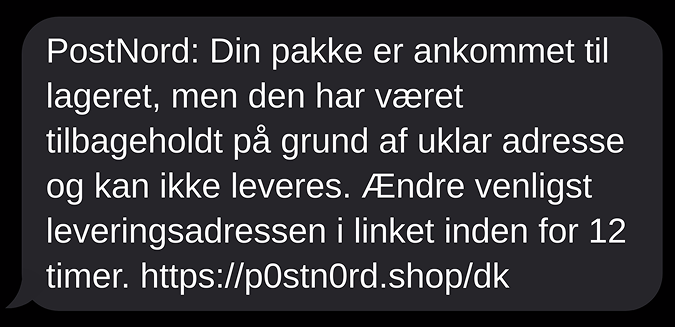 PostNord: Din pakke er ankommet til
lageret, men den har været
tilbageholdt på grund af uklar adresse
og kan ikke leveres. Ændre venligst
leveringsadressen i linket inden for 12
timer. https://p0stn0rd.shop/dk